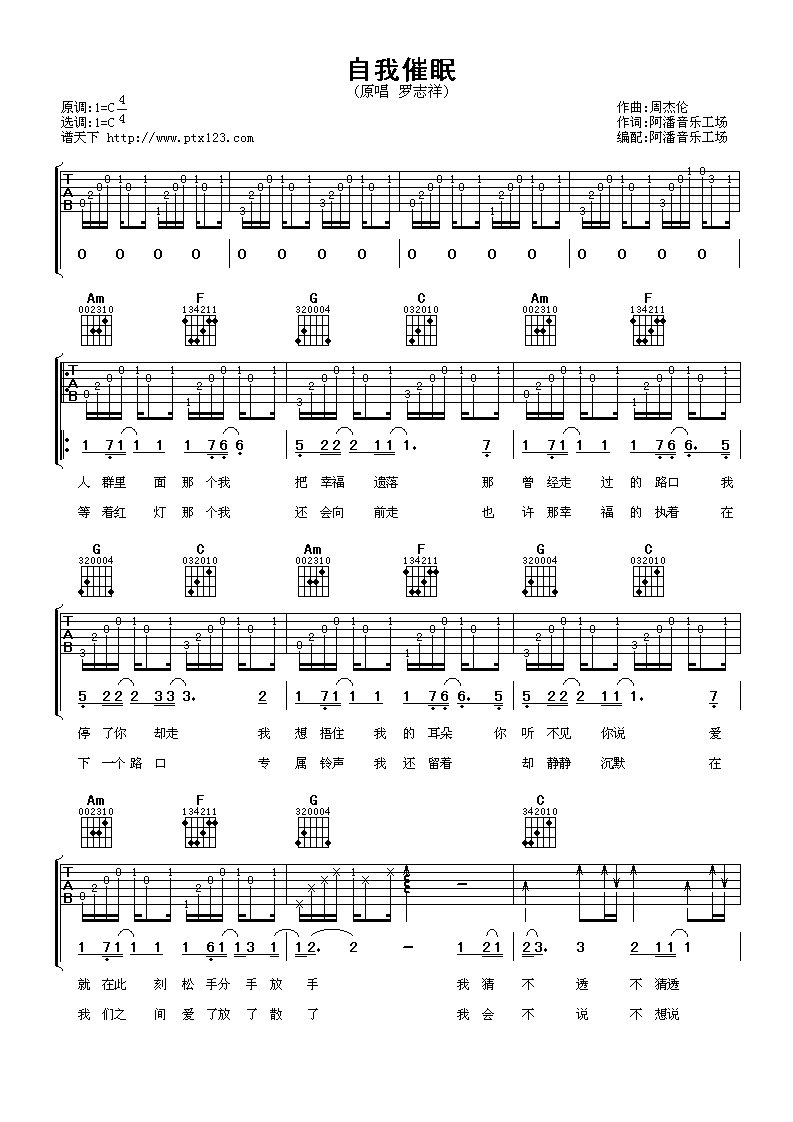 自我催眠
(原唱 罗志祥)
原调:1=C 4/4
选调:1=C
谱天下 http://www.ptx123.com
作曲:周杰伦
作词:阿潘音乐工场
编配:阿潘音乐工场
T A B
0 0 0 0 0 0 0 0 0 0 0 0 0 0 0 0
Am F G C Am F
002310 134211 320004 032010 002310 134211
1 71 1 1 1 76 6 5 22 2 11 1. 7 1 71 1 1 1 76 6. 5
人 群里 面 那 个我 把 幸福 遗落 那 曾 经走 过 的 路口 我
等 着红 灯 那 个我 还 会向 前走 也 许 那幸 福 的 执着 在
G C Am F G C
320004 032010 002310 134211 320004 032010
5 22 2 33 3. 2 1 71 1 1 1 76 6. 5 5 22 2 11 1. 7
停 了你 却走 我 想 捂住 我 的 耳朵 你 听 不见 你说 爱
下 一个 路 口 专 属 铃声 我 还 留着 却 静静 沉默 在
Am F G C
002310 134211 320004 342010
1 71 1 1 1 61 13 1 12. 2 - 1 21 23. 3 2 11 1
就 在此 刻 松 手分 手 放 手 我 猜 不 透 不 猜透
我 们之 间 爱 了放 了 散 了 我 会 不 说 不 想说